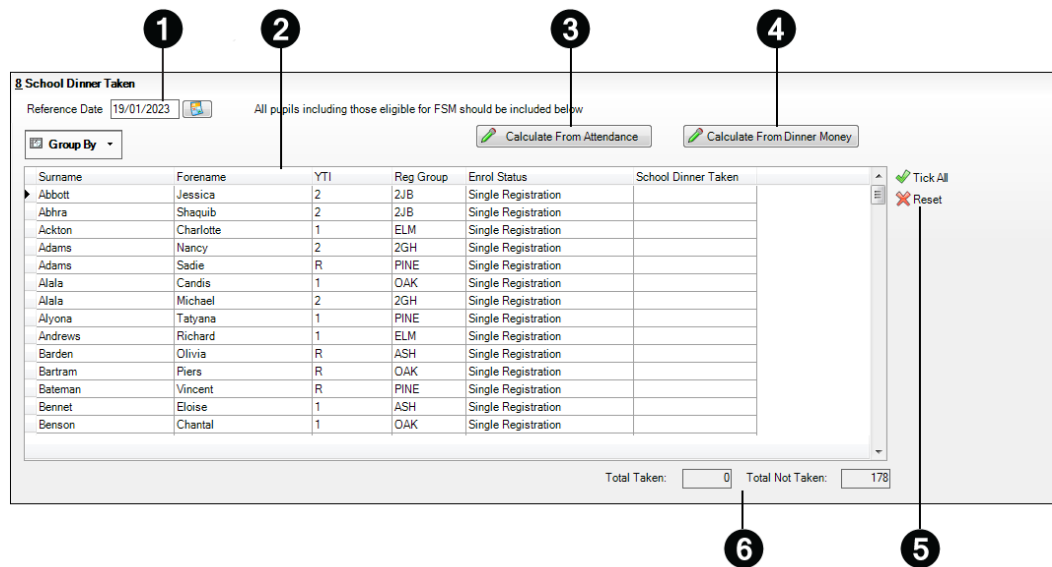 1 2 3 4
8 School Dinner Taken
Reference Date 19/01/2023 All pupils including those eligible for FSM should be included below
Group By Calculate From Attendance Calculate From Dinner Money
Surname Forename YTI Reg Group Enrol Status School Dinner Taken Tick All
Abbott Jessica 2 2JB Single Registration Reset
Abhra Shaquib 2 2JB Single Registration
Ackton Charlotte 1 ELM Single Registration
Adams Nancy 2 2GH Single Registration
Adams Sadie R PINE Single Registration
Alala Candis 1 OAK Single Registration
Alala Michael 2 2GH Single Registration
Alyona Tatyana 1 PINE Single Registration
Andrews Richard 1 ELM Single Registration
Barden Olivia R ASH Single Registration
Bartram Piers R OAK Single Registration
Bateman Vincent R PINE Single Registration
Bennet Eloise 1 ASH Single Registration
Benson Chantal 1 OAK Single Registration
Total Taken: 0 Total Not Taken: 178
6 5